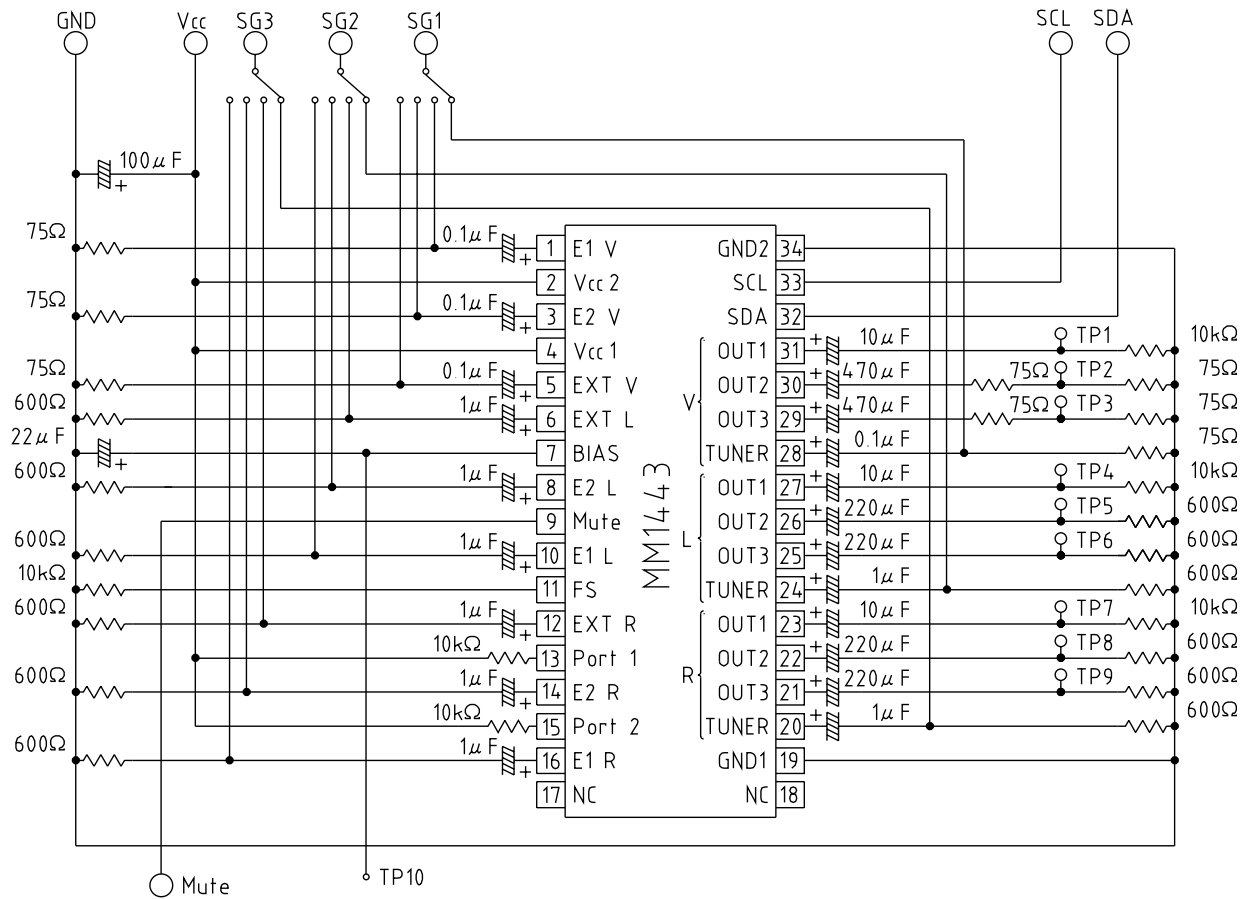 GND Vcc SG3 SG2 SG1 SCL SDA
100μF
75Ω 0.1μF + 1 E1 V GND2 34
2 Vcc2 SCL 33
75Ω 0.1μF + 3 E2 V SDA 32
4 Vcc1 OUT1 31 + 10μF TP1 10kΩ
75Ω 0.1μF + 5 EXT V OUT2 30 + 470μF 75Ω TP2 75Ω
600Ω 1μF + 6 EXT L V OUT3 29 + 470μF 75Ω TP3 75Ω
22μF + 7 BIAS TUNER 28 + 0.1μF 75Ω
600Ω 1μF + 8 E2 L OUT1 27 + 10μF TP4 10kΩ
9 Mute OUT2 26 + 220μF TP5 600Ω
600Ω 1μF + 10 E1 L L OUT3 25 + 220μF TP6 600Ω
10kΩ 11 FS TUNER 24 + 1μF 600Ω
600Ω 1μF + 12 EXT R OUT1 23 + 10μF TP7 10kΩ
10kΩ 13 Port 1 OUT2 22 + 220μF TP8 600Ω
600Ω 1μF + 14 E2 R R OUT3 21 + 220μF TP9 600Ω
10kΩ 15 Port 2 TUNER 20 + 1μF 600Ω
600Ω 1μF + 16 E1 R GND1 19
17 NC NC 18
MM1443
Mute TP10